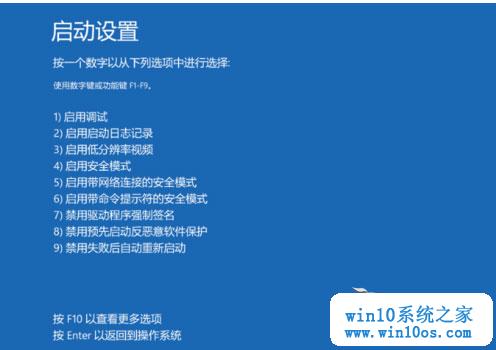 启动设置
按一个数字以从下列选项中进行选择:
使用数字键或功能键 F1-F9。
1) 启用调试
2) 启用启动日志记录
3) 启用低分辨率视频
4) 启用安全模式
5) 启用带网络连接的安全模式
6) 启用带命令提示符的安全模式
7) 禁用驱动程序强制签名
8) 禁用预先启动反恶意软件保护
9) 禁用失败后自动重新启动
按 F10 以查看更多选项
按 Enter 以返回到操作系统
win10系统之家
www.win10os.com